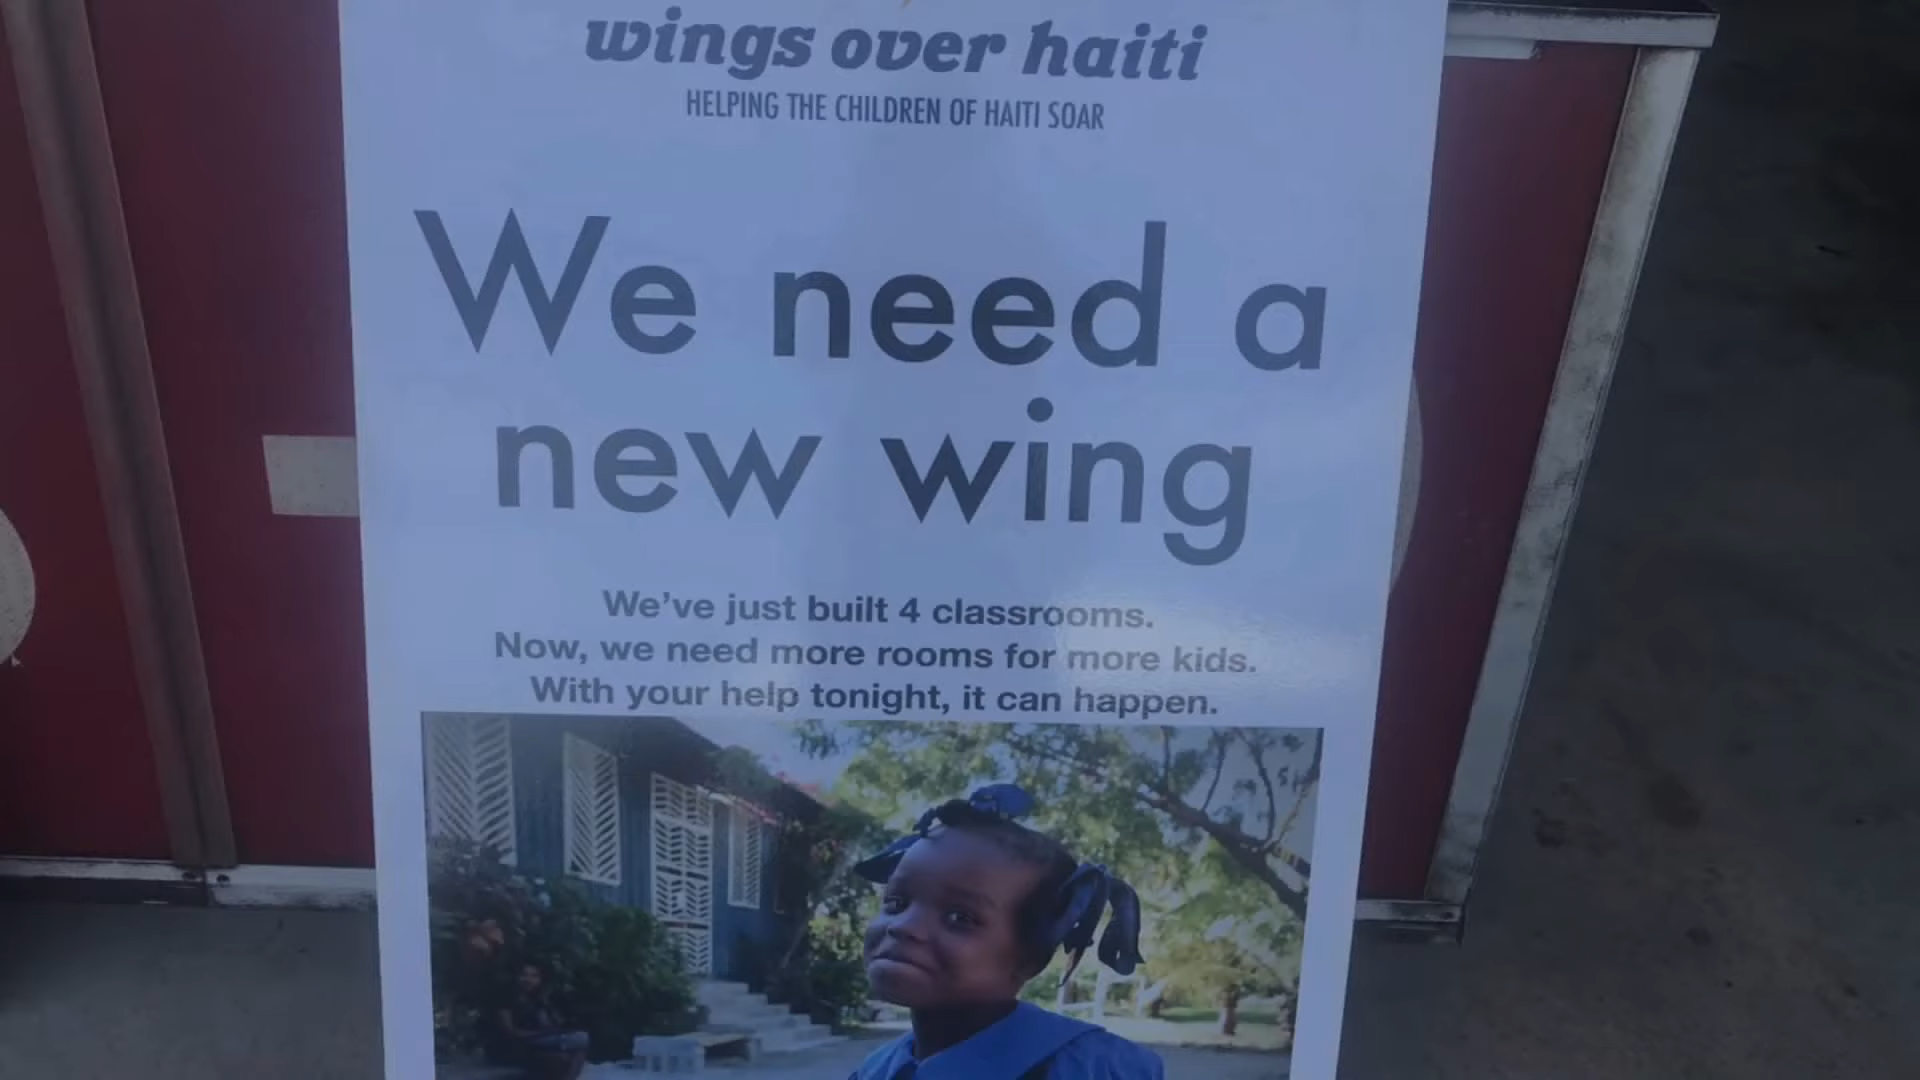 wings over haiti
HELPING THE CHILDREN OF HAITI SOAR
We need a
new wing
We've just built 4 classrooms.
Now, we need more rooms for more kids.
With your help tonight, it can happen.